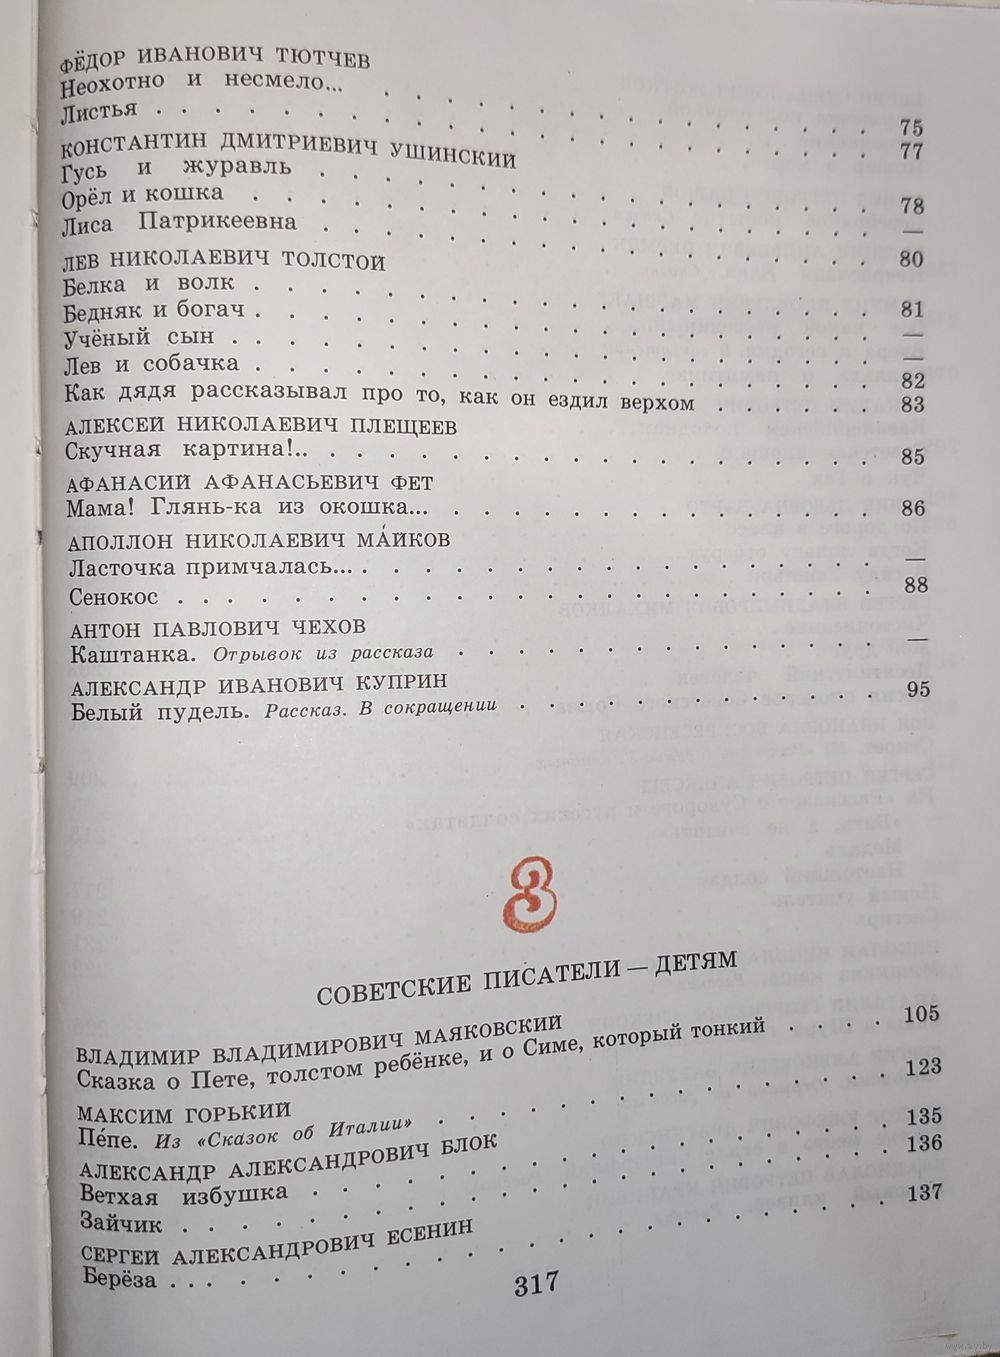 ФЁДОР ИВАНОВИЧ ТЮТЧЕВ
Неохотно и несмело... 75
Листья 77
КОНСТАНТИН ДМИТРИЕВИЧ УШИНСКИЙ
Гусь и журавль 78
Орёл и кошка —
Лиса Патрикеевна 80
ЛЕВ НИКОЛАЕВИЧ ТОЛСТОЙ
Белка и волк 81
Бедняк и богач —
Учёный сын —
Лев и собачка 82
Как дядя рассказывал про то, как он ездил верхом 83
АЛЕКСЕЙ НИКОЛАЕВИЧ ПЛЕЩЕЕВ
Скучная картина!.. 85
АФАНАСИЙ АФАНАСЬЕВИЧ ФЕТ
Мама! Глянь-ка из окошка... 86
АПОЛЛОН НИКОЛАЕВИЧ МА́ЙКОВ
Ласточка примчалась... —
Сенокос 88
АНТОН ПАВЛОВИЧ ЧЕХОВ
Каштанка. Отрывок из рассказа —
АЛЕКСАНДР ИВАНОВИЧ КУПРИН
Белый пудель. Рассказ. В сокращении 95
3
СОВЕТСКИЕ ПИСАТЕЛИ — ДЕТЯМ
ВЛАДИМИР ВЛАДИМИРОВИЧ МАЯКОВСКИЙ
Сказка о Пете, толстом ребёнке, и о Симе, который тонкий 105
МАКСИМ ГОРЬКИЙ
Пе́пе. Из «Сказок об Италии» 123
АЛЕКСАНДР АЛЕКСАНДРОВИЧ БЛОК
Ветхая избушка 135
Зайчик 136
СЕРГЕЙ АЛЕКСАНДРОВИЧ ЕСЕНИН
Берёза 137
317